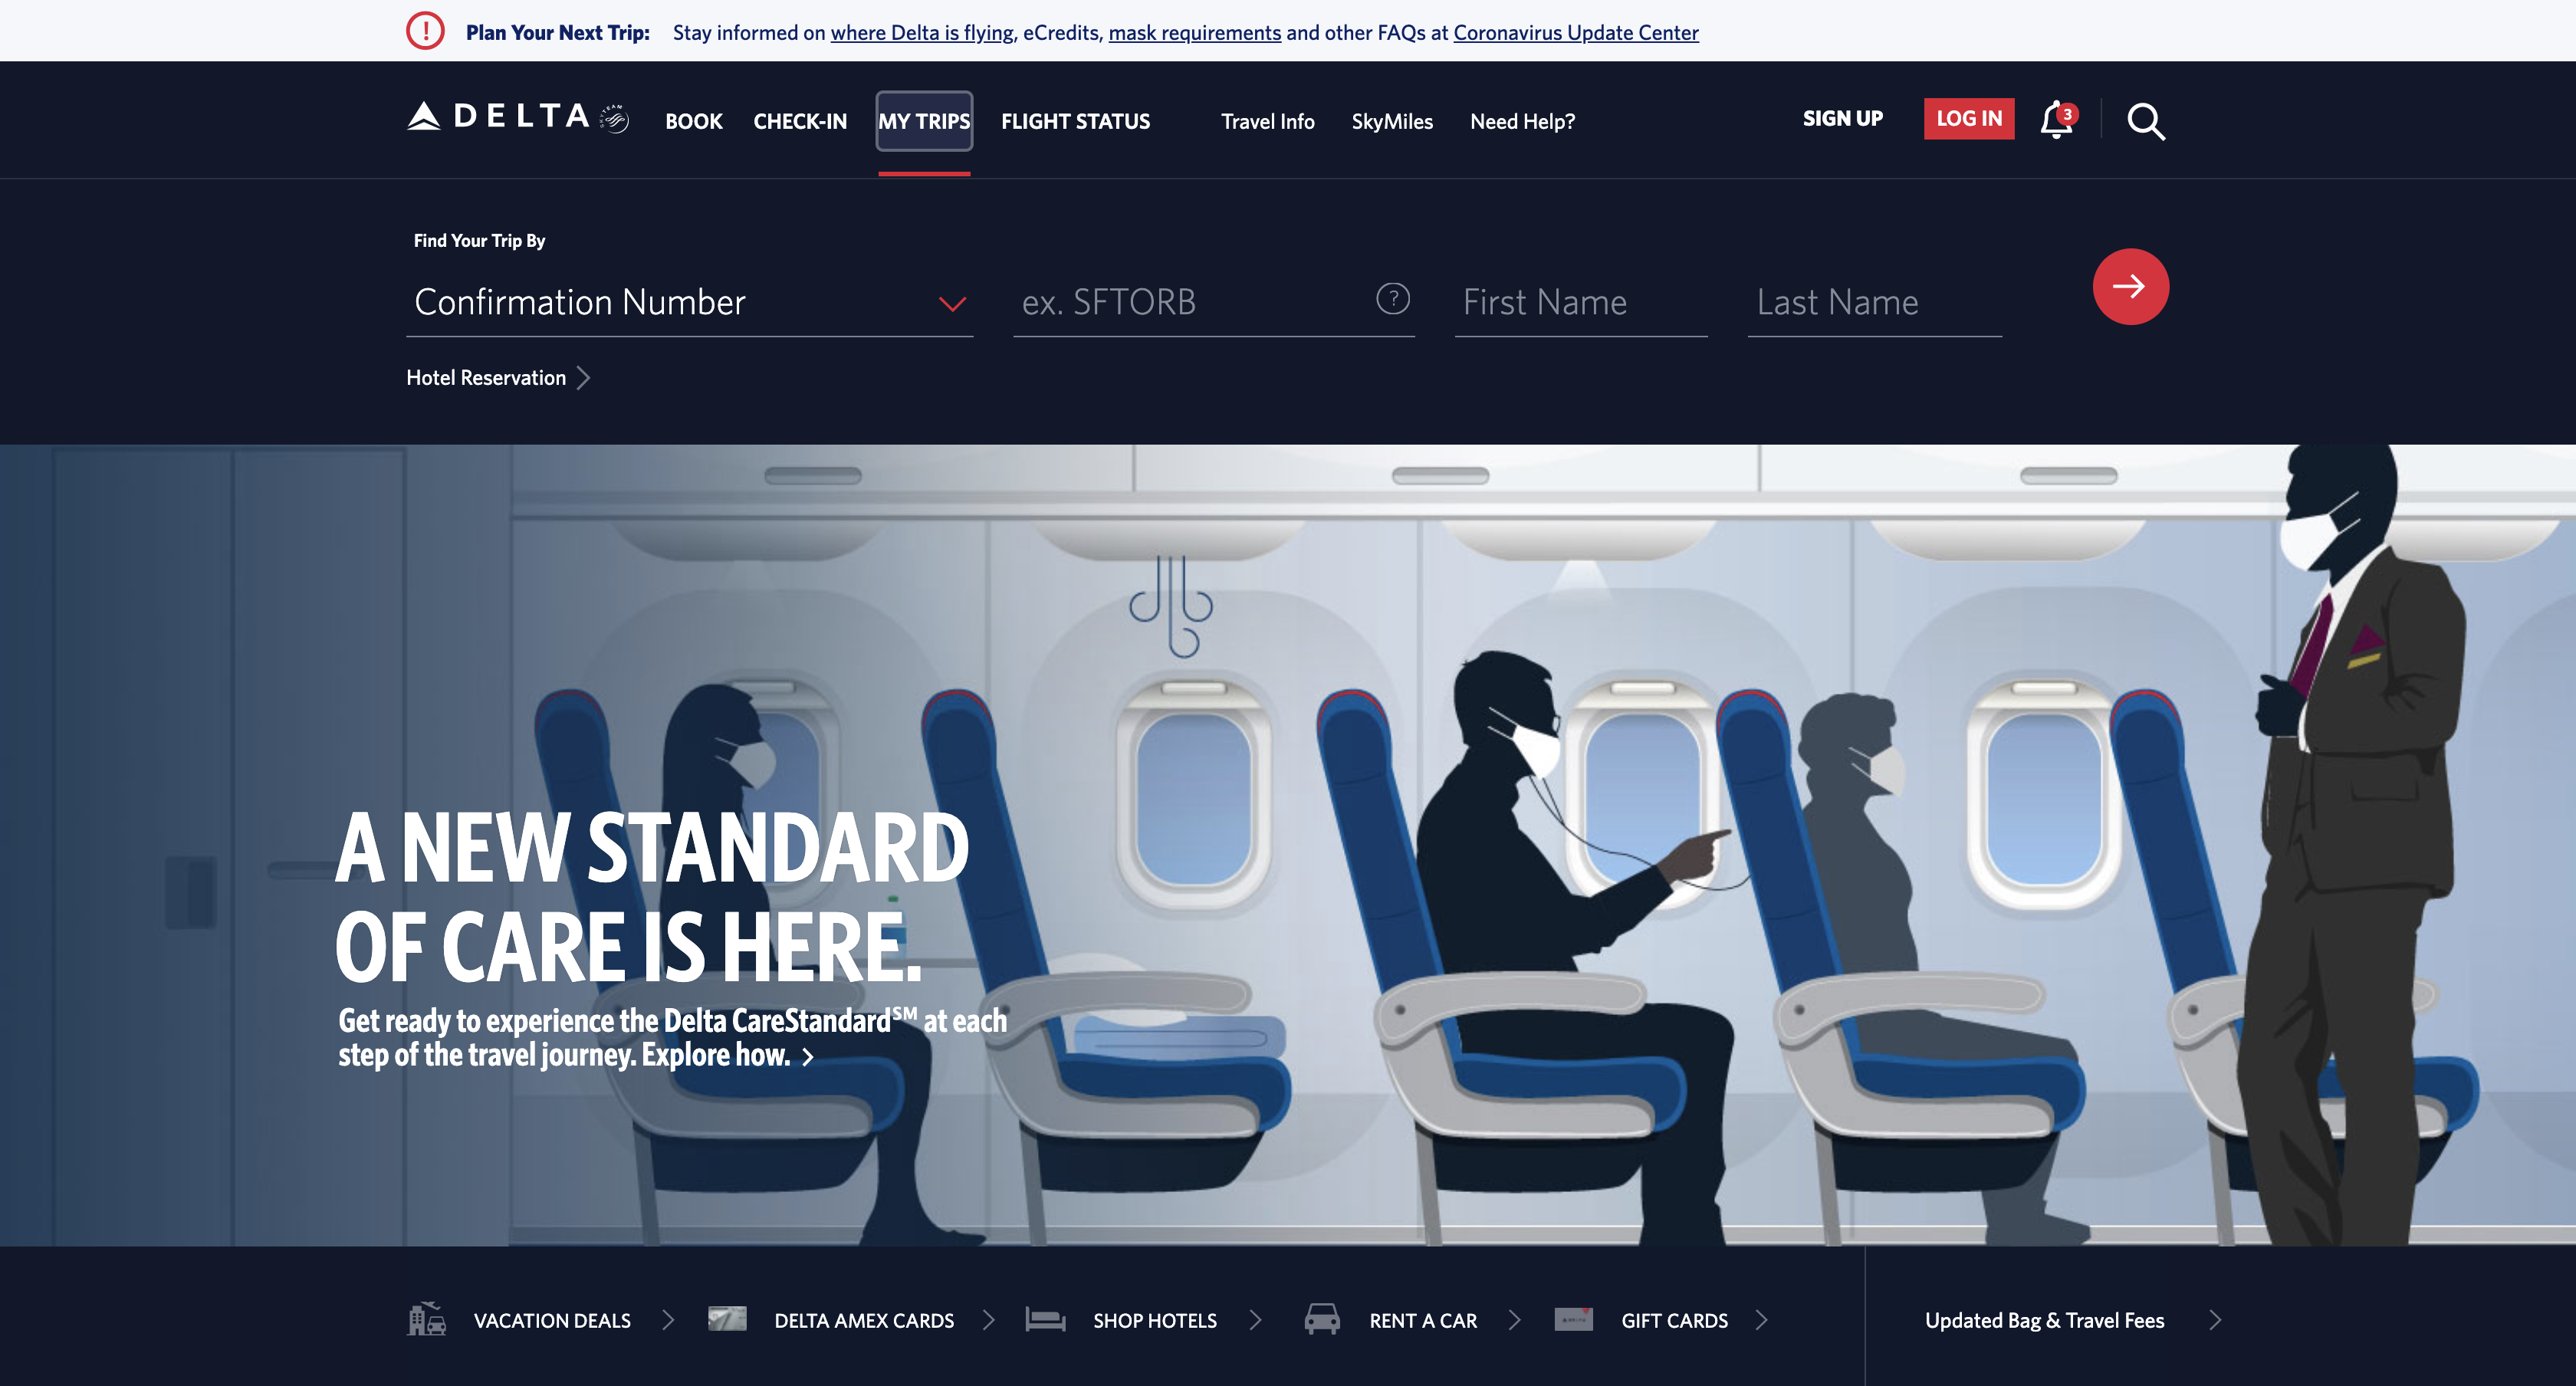 Plan Your Next Trip: Stay informed on where Delta is flying, eCredits, mask requirements and other FAQs at Coronavirus Update Center
DELTA BOOK CHECK-IN MY TRIPS FLIGHT STATUS Travel Info SkyMiles Need Help? SIGN UP LOG IN 3
Find Your Trip By
Confirmation Number ex. SFTORB ? First Name Last Name
Hotel Reservation
A NEW STANDARD
OF CARE IS HERE.
Get ready to experience the Delta CareStandard℠ at each
step of the travel journey. Explore how.
VACATION DEALS DELTA AMEX CARDS SHOP HOTELS RENT A CAR GIFT CARDS Updated Bag & Travel Fees